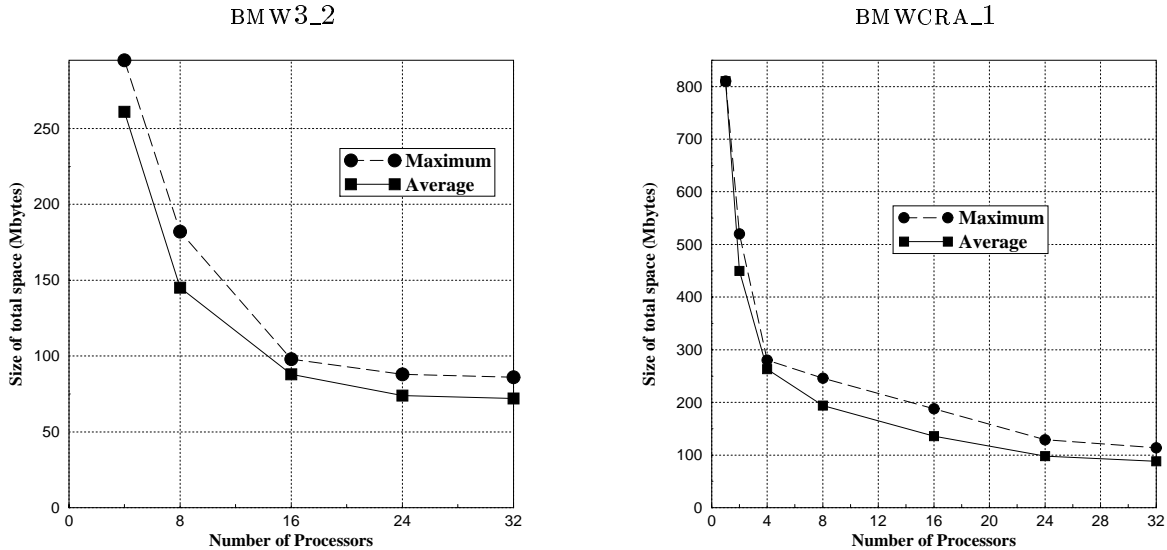 BMW3_2
250
200
150
100
50
0
0 8 16 24 32
Size of total space (Mbytes)
Number of Processors
Maximum
Average
BMWCRA_1
800
700
600
500
400
300
200
100
0
0 4 8 12 16 20 24 28 32
Size of total space (Mbytes)
Number of Processors
Maximum
Average